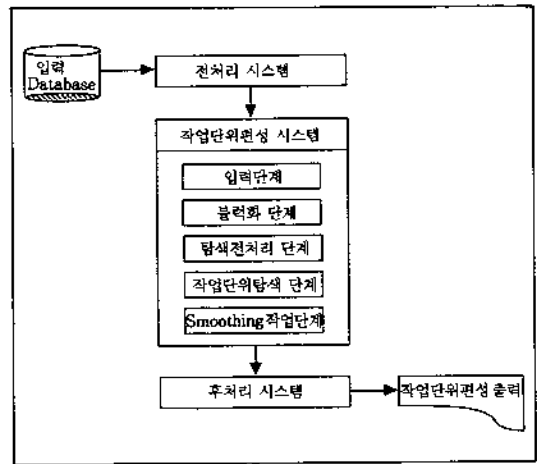 입력
Database
전처리 시스템
작업단위편성 시스템
입력단계
블럭화 단계
탐색전처리 단계
작업단위탐색 단계
Smoothing작업단계
후처리 시스템
작업단위편성 출력